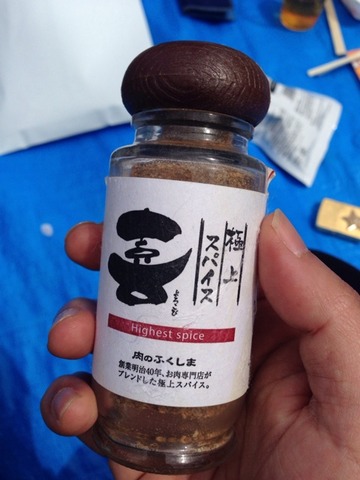 極上
スパイス
喜
よろこび
Highest spice
肉のふくしま
創業明治40年、お肉専門店が
ブレンドした極上スパイス。